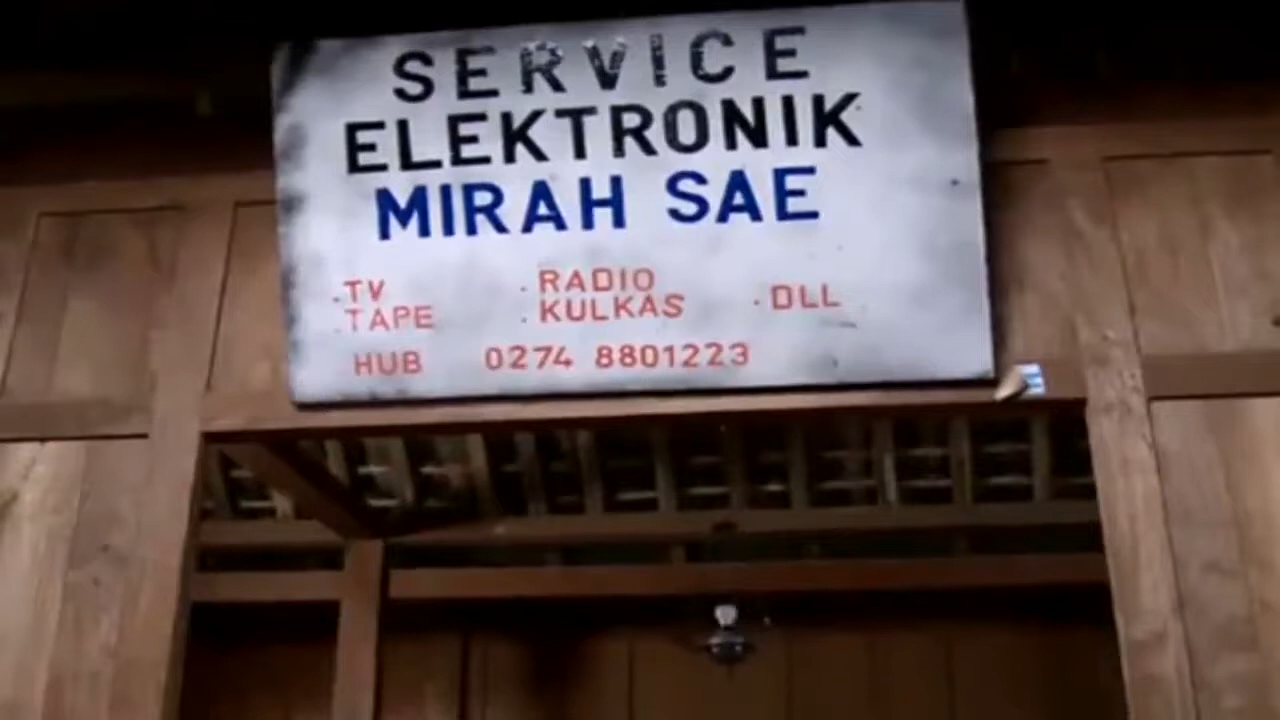 SERVICE
ELEKTRONIK
MIRAH SAE
.TV . RADIO . DLL
.TAPE . KULKAS
HUB 0274 8801223